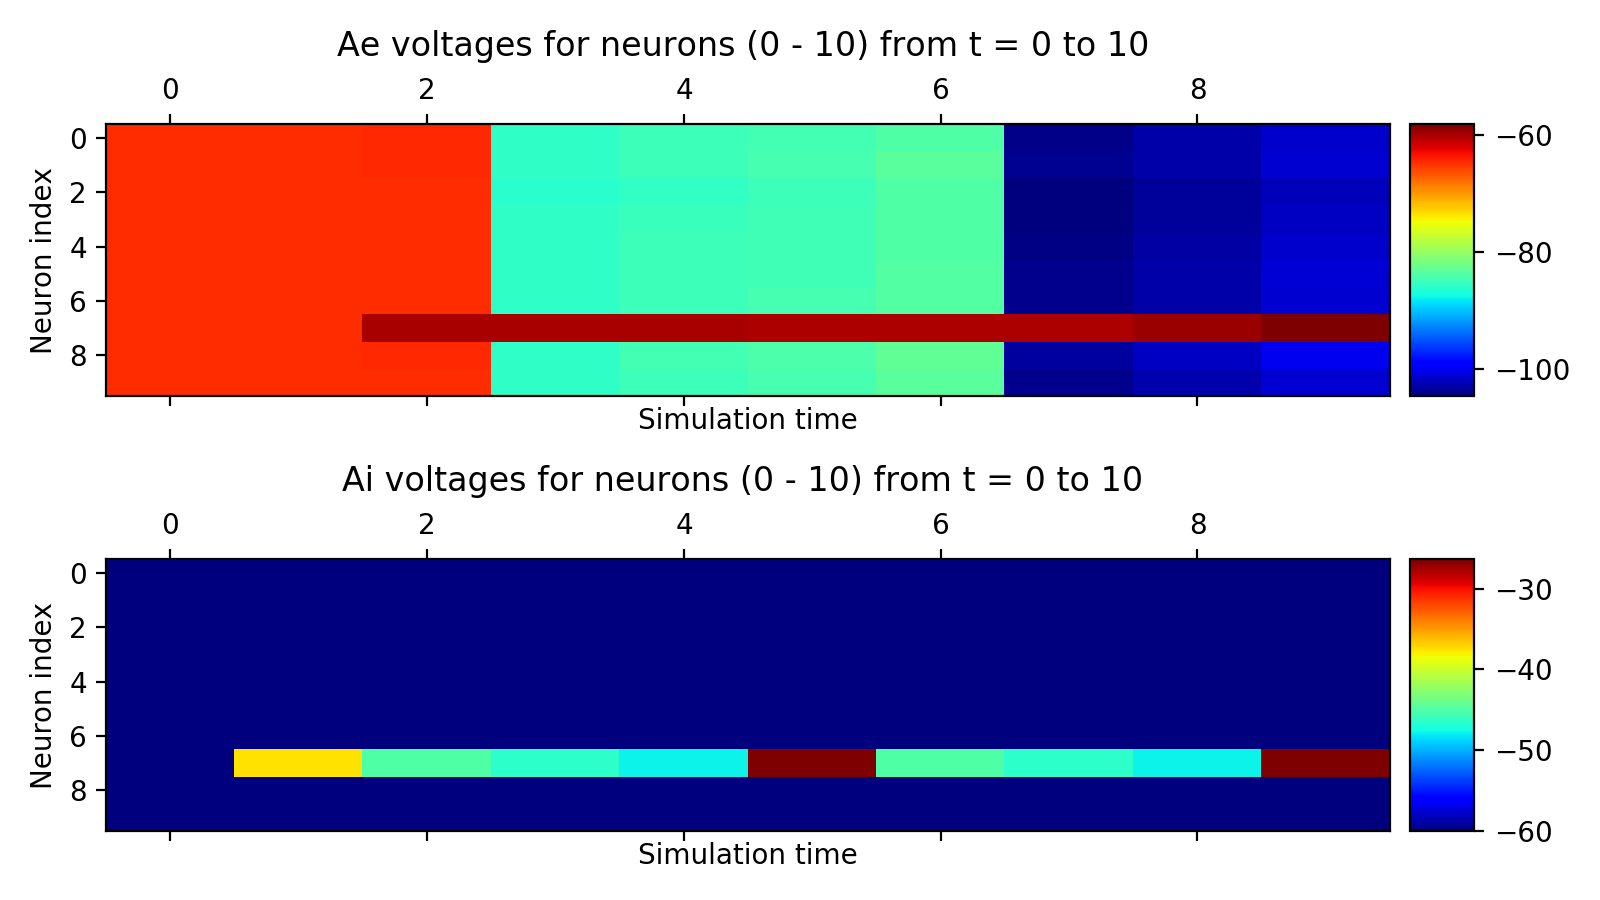 Ae voltages for neurons (0 - 10) from t = 0 to 10
0 2 4 6 8
Neuron index
0
2
4
6
8
−60
−80
−100
Simulation time
Ai voltages for neurons (0 - 10) from t = 0 to 10
0 2 4 6 8
Neuron index
0
2
4
6
8
−30
−40
−50
−60
Simulation time